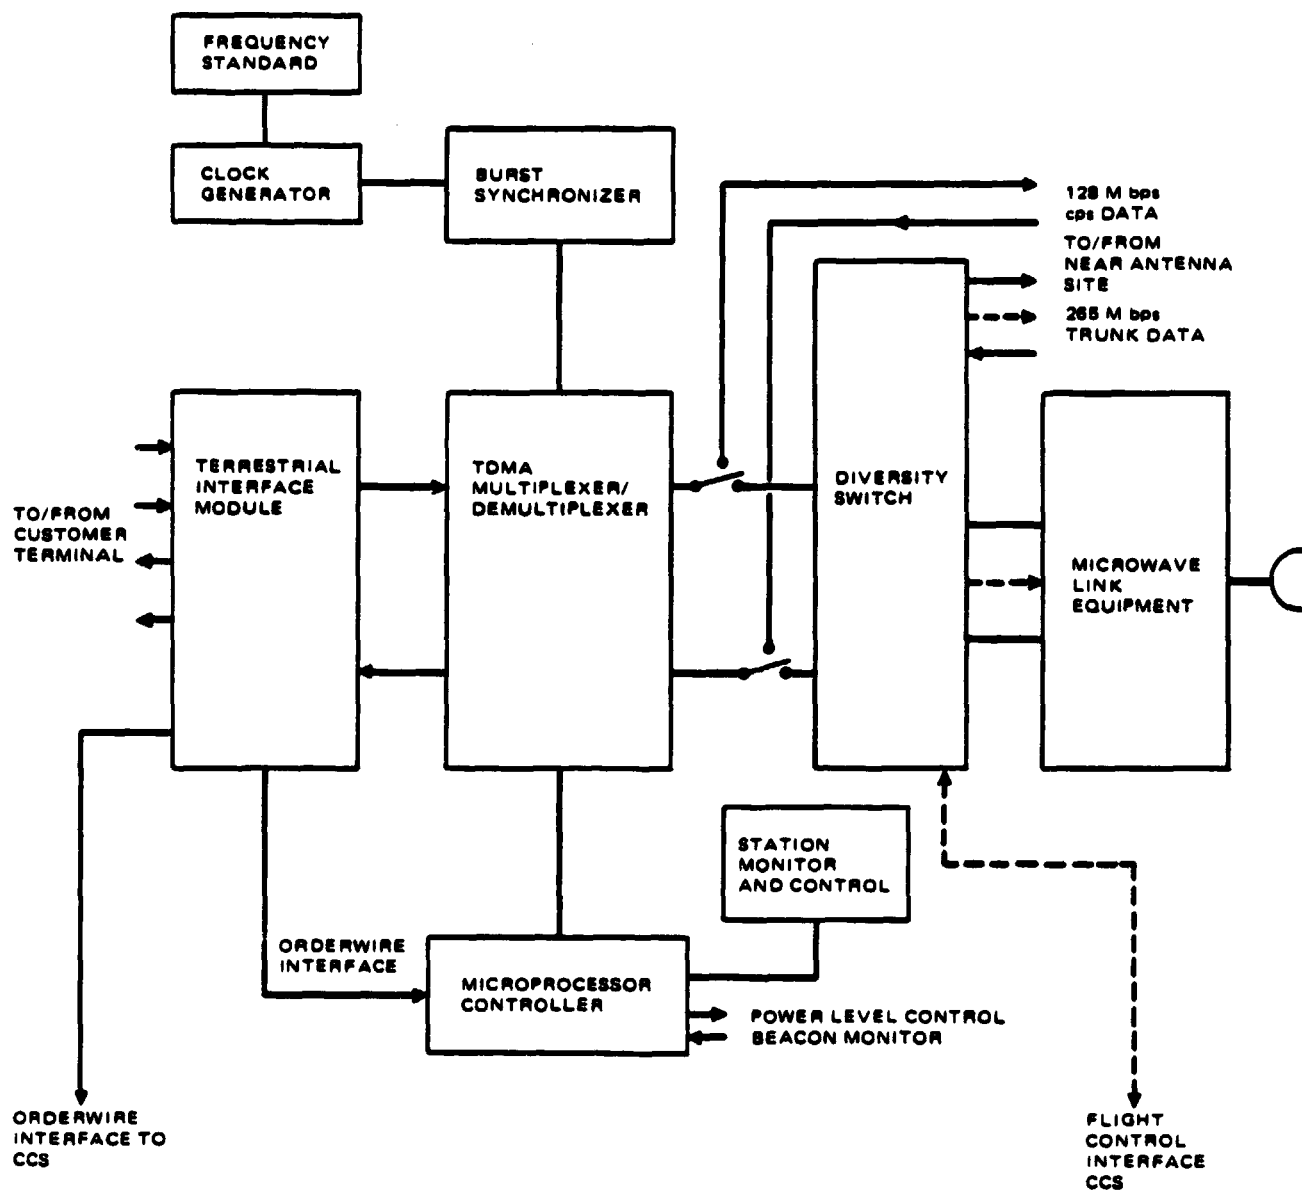 FREQUENCY
STANDARD
CLOCK
GENERATOR
BURST
SYNCHRONIZER
128 M bps
cps DATA
TO/FROM
NEAR ANTENNA
SITE
265 M bps
TRUNK DATA
TERRESTRIAL
INTERFACE
MODULE
TDMA
MULTIPLEXER/
DEMULTIPLEXER
DIVERSITY
SWITCH
TO/FROM
CUSTOMER
TERMINAL
MICROWAVE
LINK
EQUIPMENT
STATION
MONITOR
AND CONTROL
ORDERWIRE
INTERFACE
MICROPROCESSOR
CONTROLLER
POWER LEVEL CONTROL
BEACON MONITOR
ORDERWIRE
INTERFACE TO
CCS
FLIGHT
CONTROL
INTERFACE
CCS